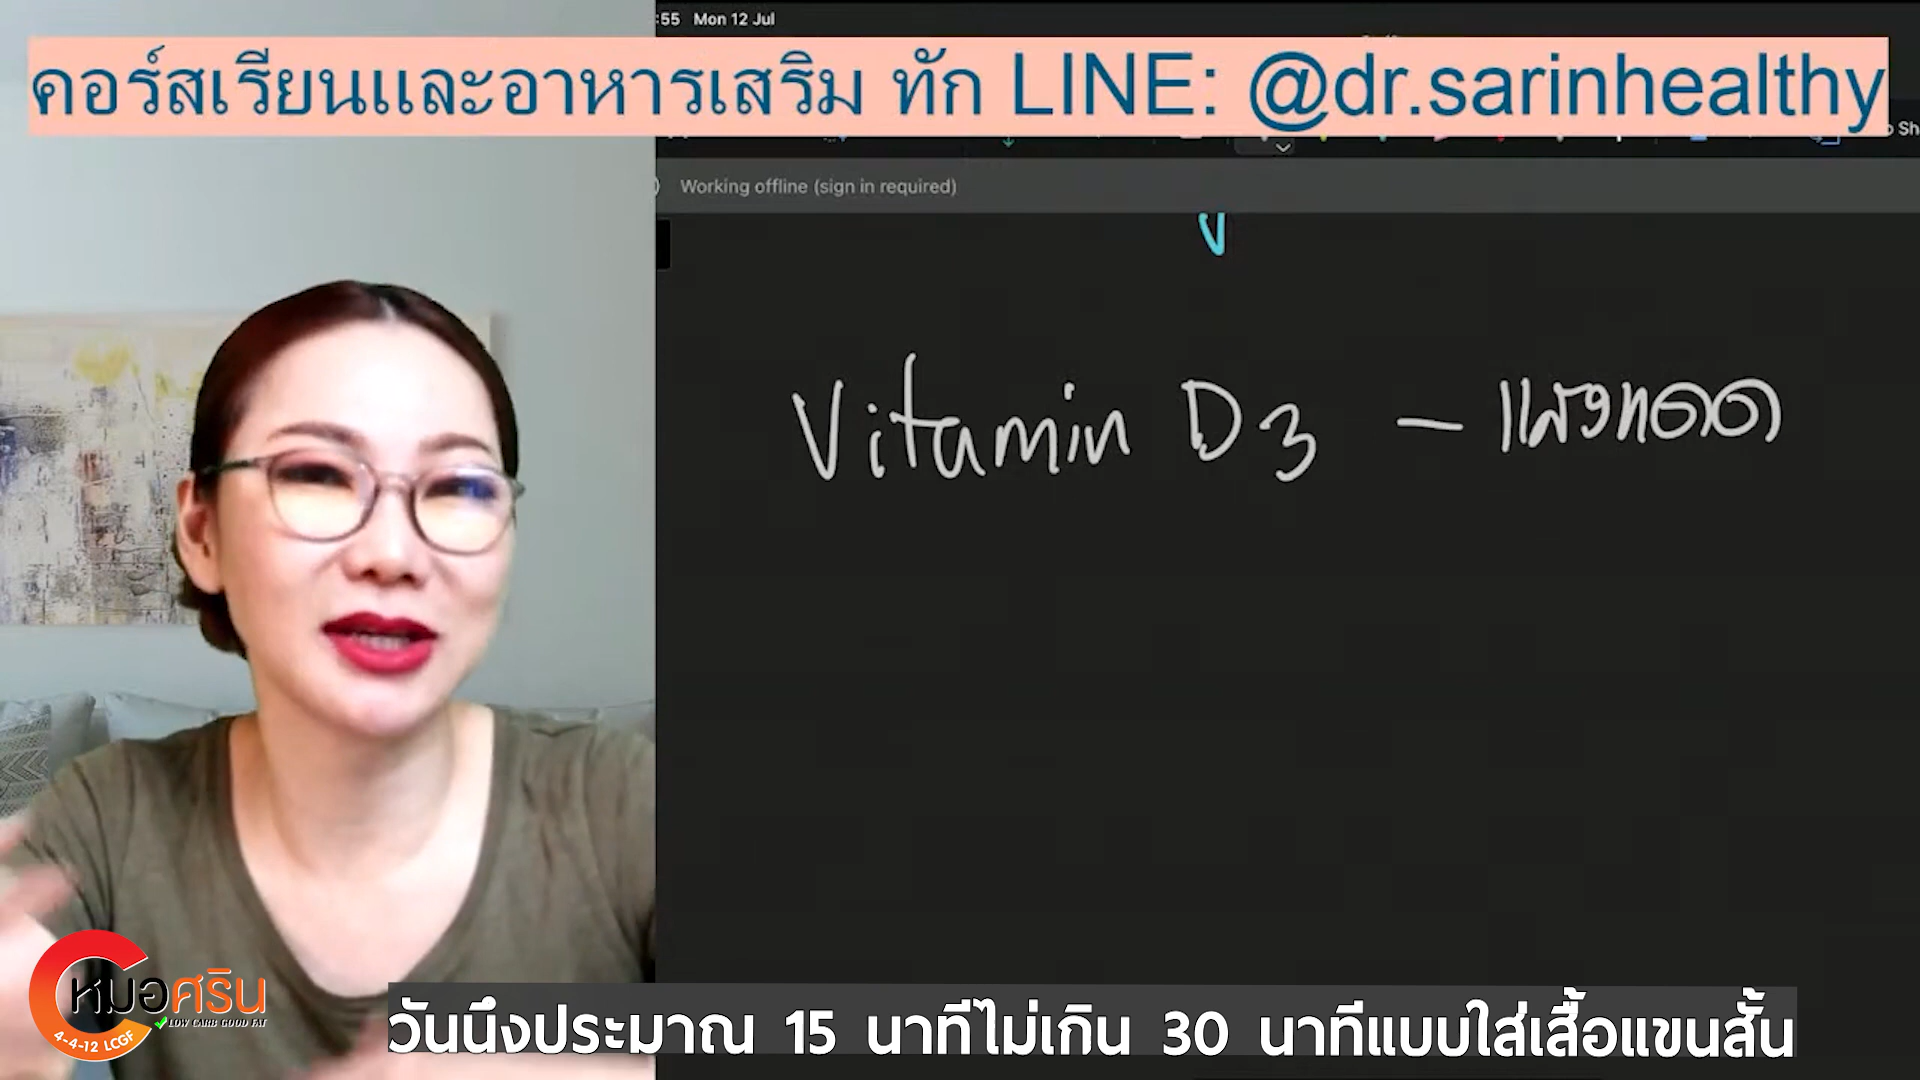 :55 Mon 12 Jul
คอร์สเรียนและอาหารเสริม ทัก LINE: @dr.sarinhealthy
Sh
Working offline (sign in required)
Vitamin D3 – แสงแดด
หมอศริน
LOW CARB GOOD FAT
4-4-12 LCGF
วันนึงประมาณ 15 นาทีไม่เกิน 30 นาทีแบบใส่เสื้อแขนสั้น